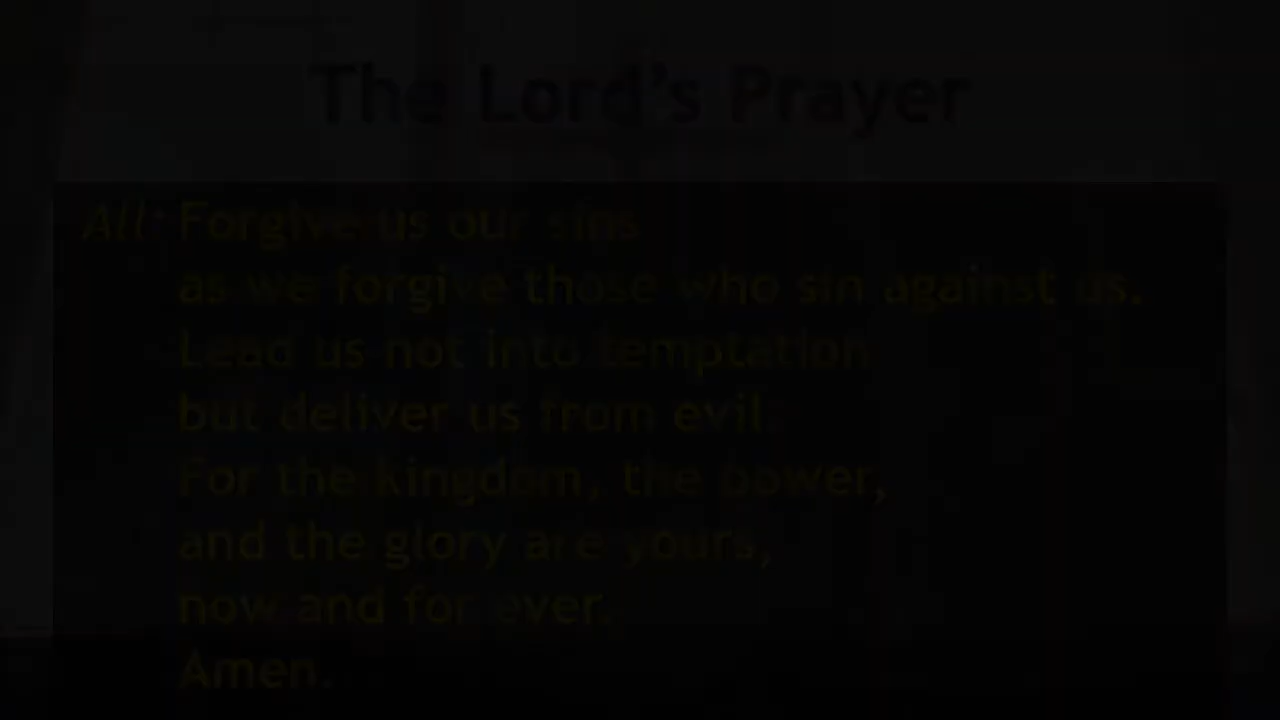 The Lord's Prayer
All: Forgive us our sins
as we forgive those who sin against us.
Lead us not into temptation
but deliver us from evil.
For the kingdom, the power,
and the glory are yours,
now and for ever.
Amen.